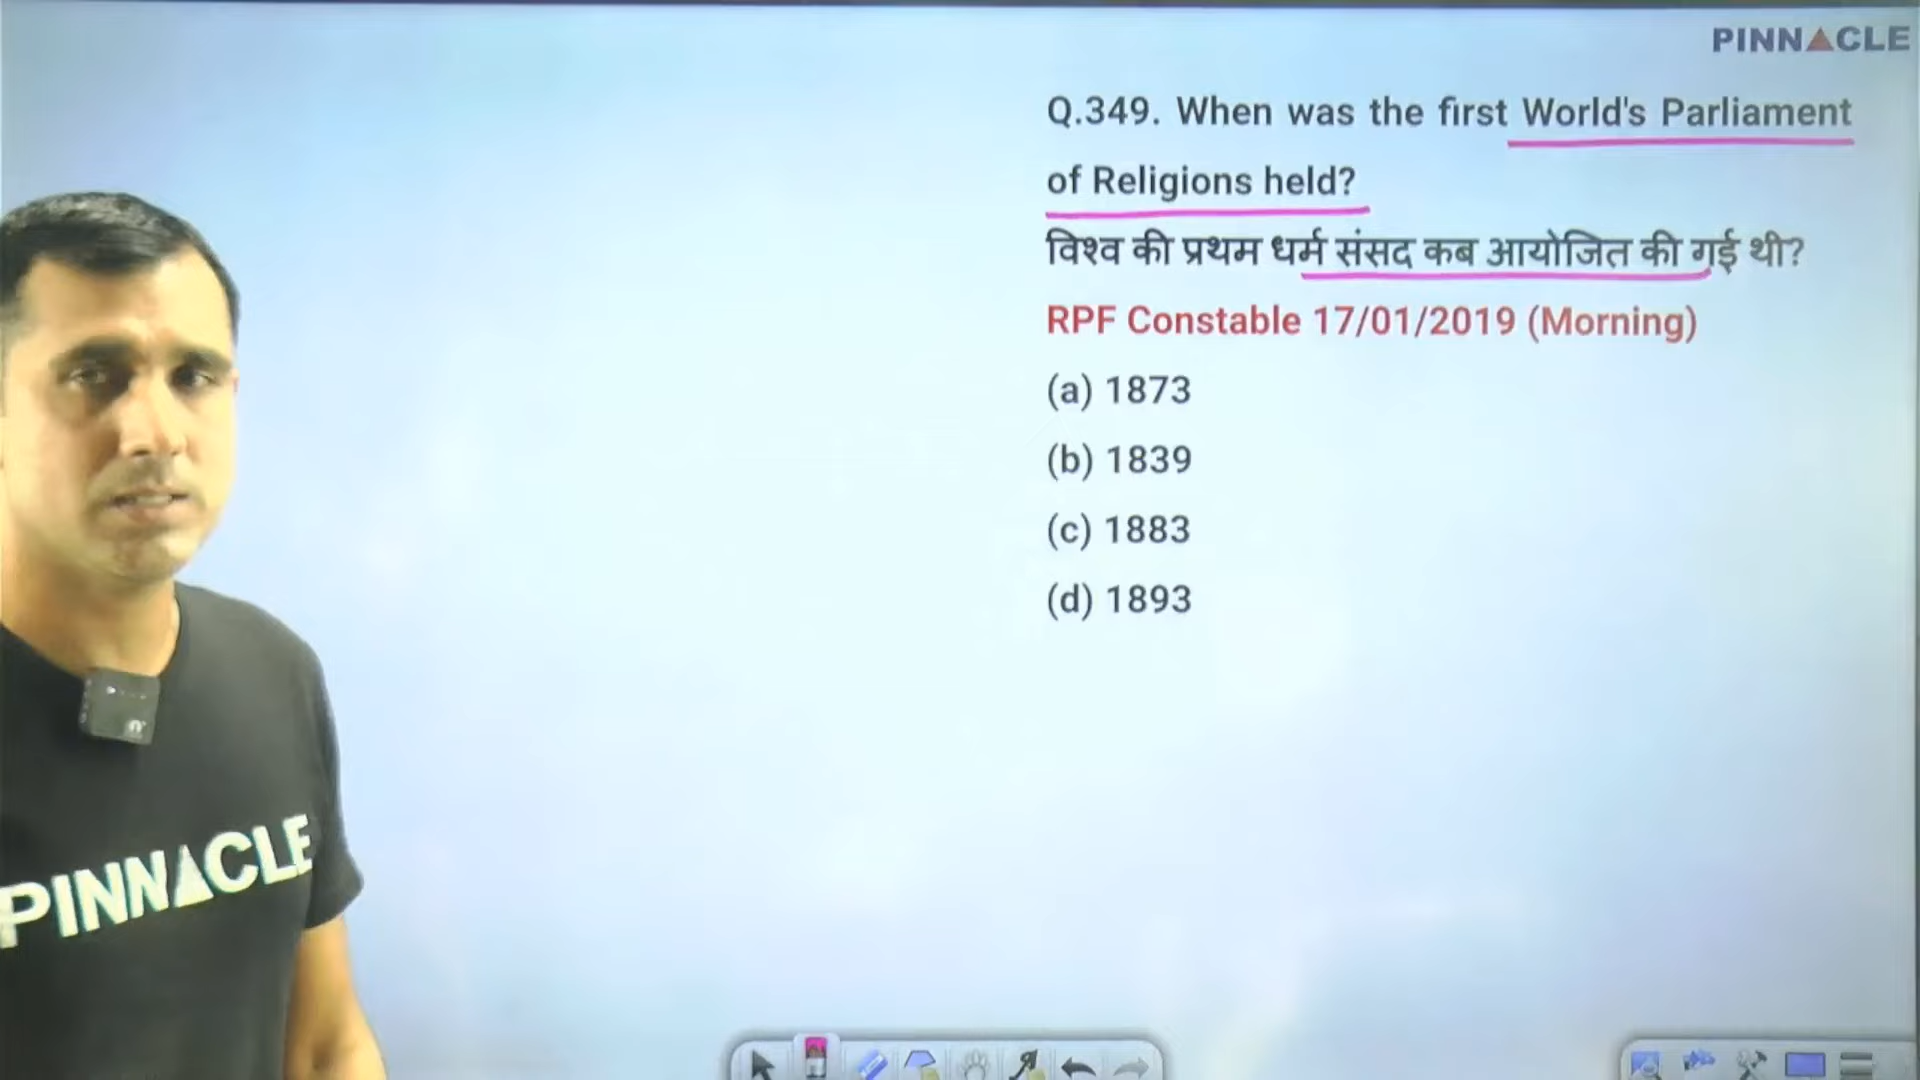 PINNACLE
Q.349. When was the first World's Parliament
of Religions held?
विश्व की प्रथम धर्म संसद कब आयोजित की गई थी?
RPF Constable 17/01/2019 (Morning)
(a) 1873
(b) 1839
(c) 1883
(d) 1893
PINNACLE